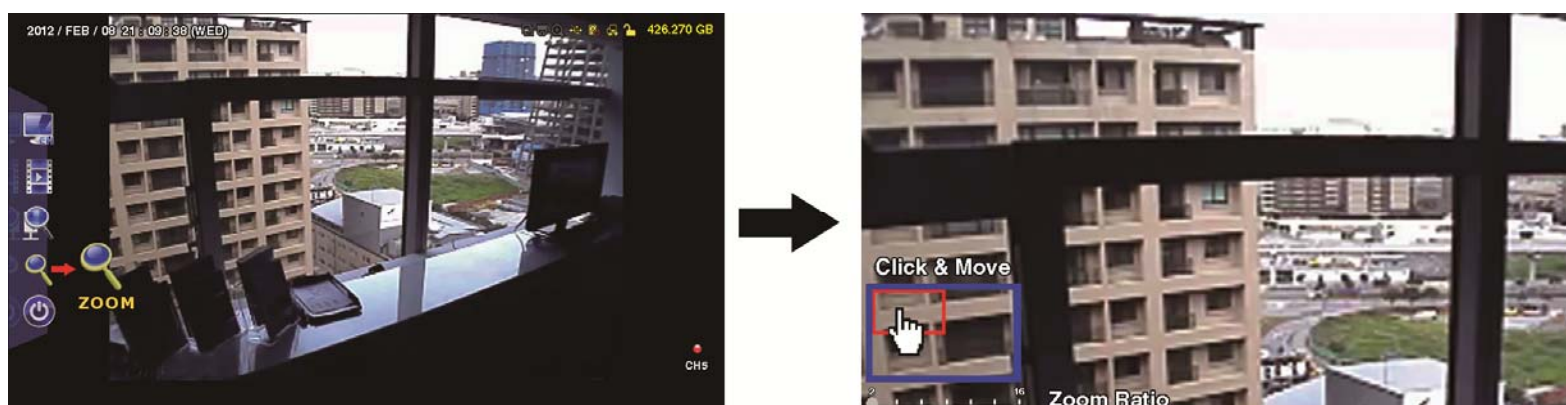 2012 / FEB / 08 21 : 09 : 38 (WED)
426.270 GB
ZOOM
CH5
Click & Move
2 16
Zoom Ratio